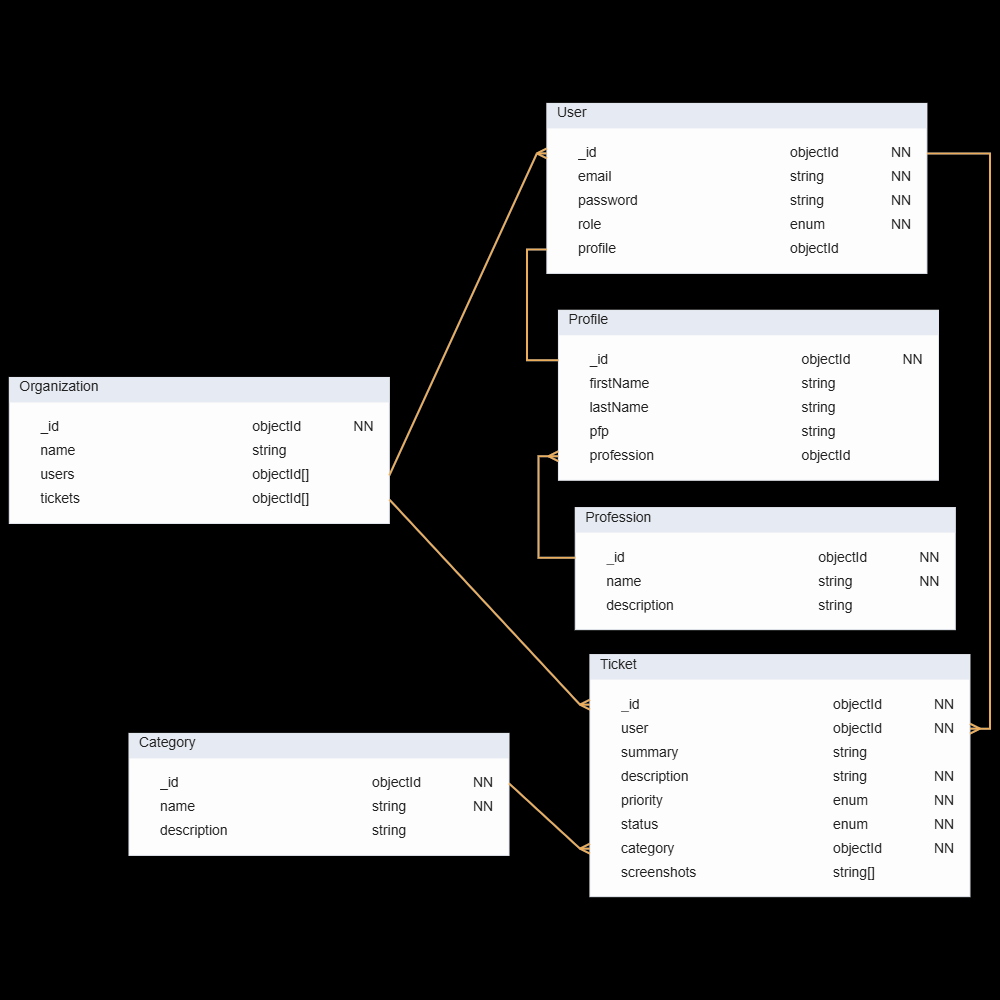 User
_id objectId NN
email string NN
password string NN
role enum NN
profile objectId
Profile
_id objectId NN
firstName string
lastName string
pfp string
profession objectId
Organization
_id objectId NN
name string
users objectId[]
tickets objectId[]
Profession
_id objectId NN
name string NN
description string
Ticket
_id objectId NN
user objectId NN
summary string
description string NN
priority enum NN
status enum NN
category objectId NN
screenshots string[]
Category
_id objectId NN
name string NN
description string